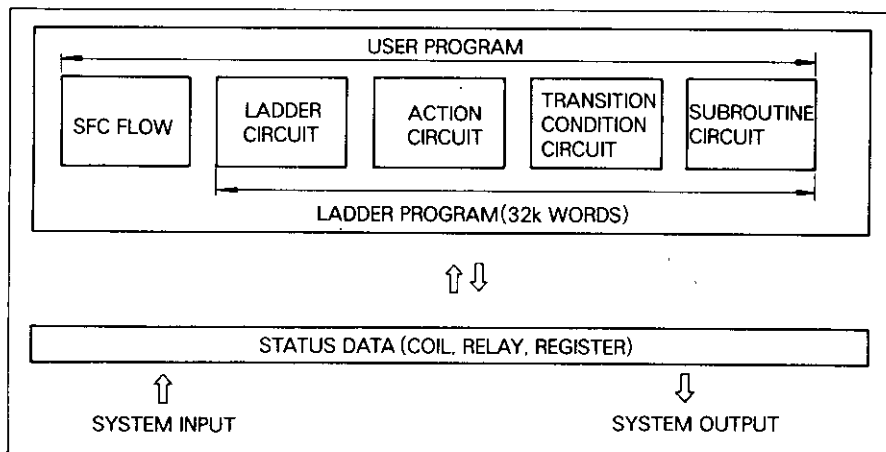 USER PROGRAM
SFC FLOW
LADDER
CIRCUIT
ACTION
CIRCUIT
TRANSITION
CONDITION
CIRCUIT
SUBROUTINE
CIRCUIT
LADDER PROGRAM(32k WORDS)
STATUS DATA (COIL, RELAY, REGISTER)
SYSTEM INPUT
SYSTEM OUTPUT